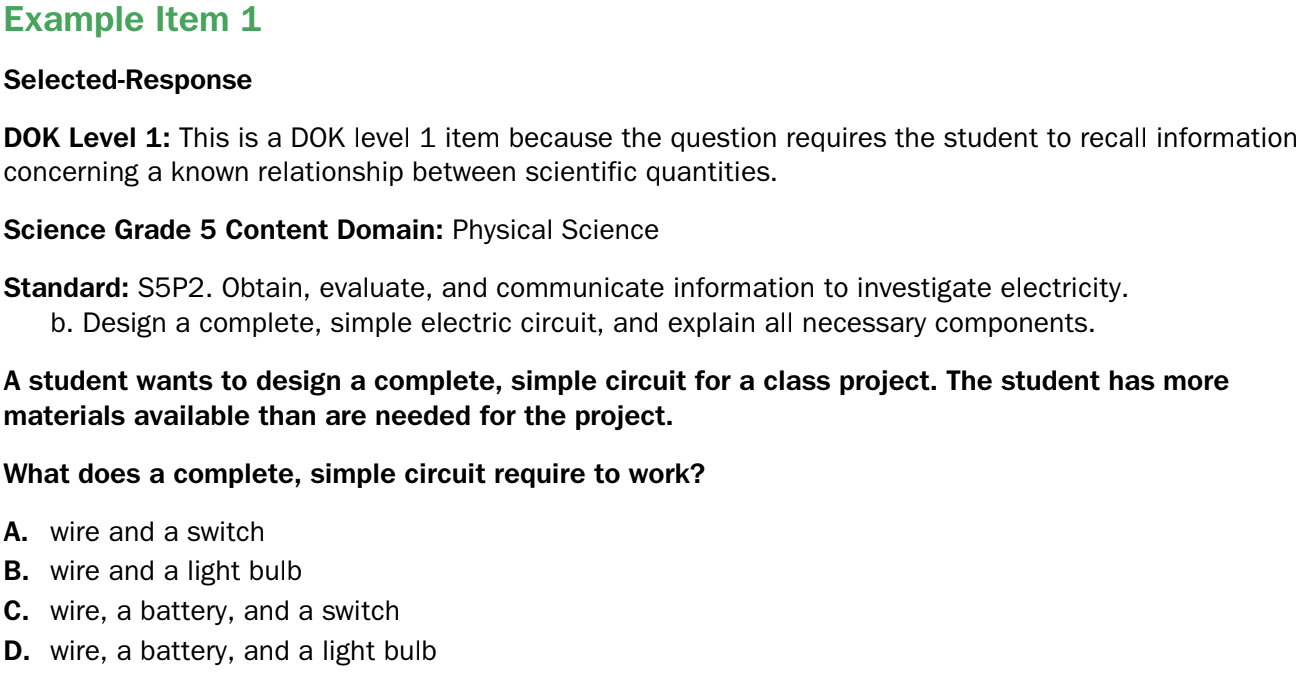 Example Item 1
Selected-Response
DOK Level 1: This is a DOK level 1 item because the question requires the student to recall information
concerning a known relationship between scientific quantities.
Science Grade 5 Content Domain: Physical Science
Standard: S5P2. Obtain, evaluate, and communicate information to investigate electricity.
b. Design a complete, simple electric circuit, and explain all necessary components.
A student wants to design a complete, simple circuit for a class project. The student has more
materials available than are needed for the project.
What does a complete, simple circuit require to work?
A. wire and a switch
B. wire and a light bulb
C. wire, a battery, and a switch
D. wire, a battery, and a light bulb